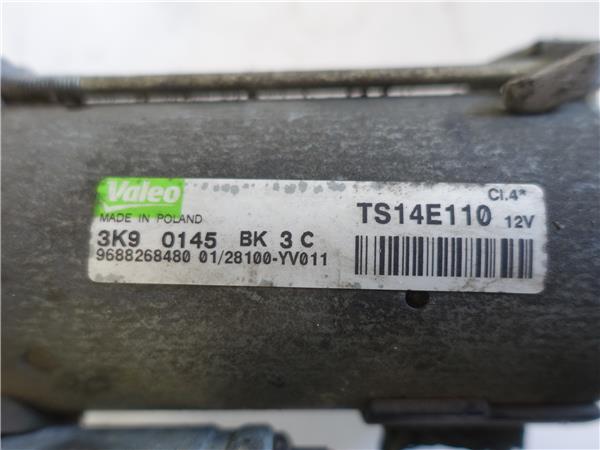 Valeo
MADE IN POLAND
Cl.4*
TS14E110 12V
3K9 0145 BK 3 C
9688268480 01/28100-YV011